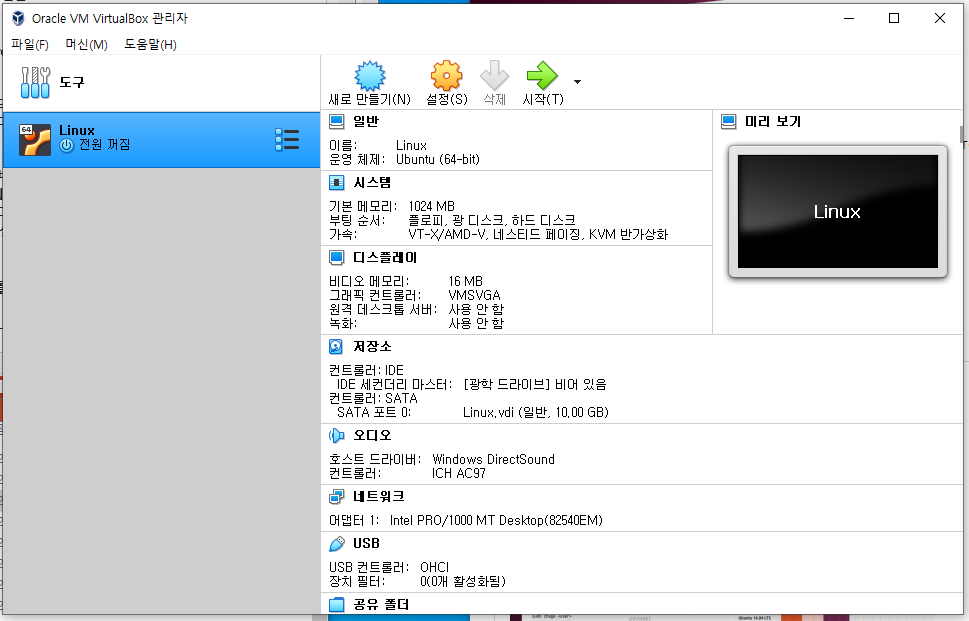 Oracle VM VirtualBox 관리자
파일(F) 머신(M) 도움말(H)
도구
새로 만들기(N) 설정(S) 삭제 시작(T)
64
Linux
전원 꺼짐
일반
이름: Linux
운영 체제: Ubuntu (64-bit)
시스템
기본 메모리: 1024 MB
부팅 순서: 플로피, 광 디스크, 하드 디스크
가속: VT-X/AMD-V, 네스티드 페이징, KVM 반가상화
디스플레이
비디오 메모리: 16 MB
그래픽 컨트롤러: VMSVGA
원격 데스크톱 서버: 사용 안 함
녹화: 사용 안 함
미리 보기
Linux
저장소
컨트롤러: IDE
IDE 세컨더리 마스터: [광학 드라이브] 비어 있음
컨트롤러: SATA
SATA 포트 0: Linux.vdi (일반, 10.00 GB)
오디오
호스트 드라이버: Windows DirectSound
컨트롤러: ICH AC97
네트워크
어댑터 1: Intel PRO/1000 MT Desktop(82540EM)
USB
USB 컨트롤러: OHCI
장치 필터: 0(0개 활성화됨)
공유 폴더